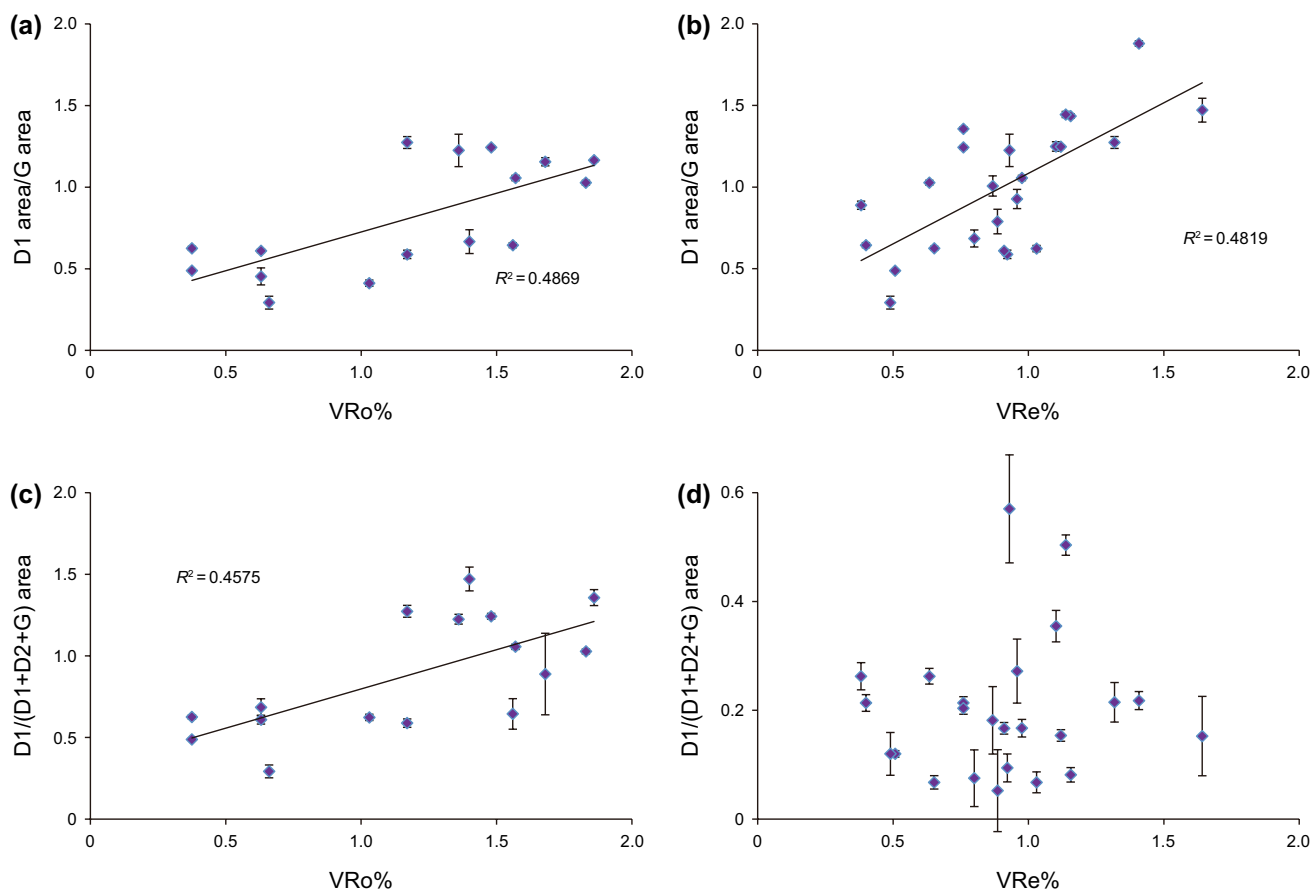 (a)
D1 area/G area
2.0
1.5
1.0
0.5
0
0 0.5 1.0 1.5 2.0
VRo%
R² = 0.4869
(b)
D1 area/G area
2.0
1.5
1.0
0.5
0
0 0.5 1.0 1.5 2.0
VRe%
R² = 0.4819
(c)
D1/(D1+D2+G) area
2.0
1.5
1.0
0.5
0
0 0.5 1.0 1.5 2.0
VRo%
R² = 0.4575
(d)
D1/(D1+D2+G) area
0.6
0.4
0.2
0
0 0.5 1.0 1.5 2.0
VRe%